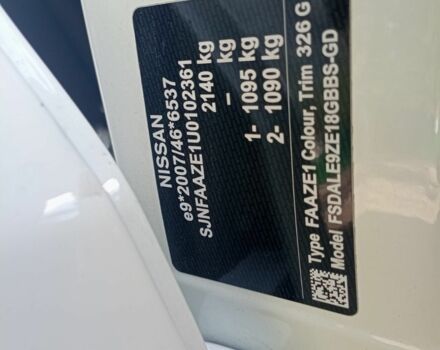 NISSAN
e9*2007/46*6537
SJNFAAZE1U0102361
2140 kg
– kg
1- 1095 kg
2- 1090 kg
Type FAAZE1 Colour, Trim 326 G
Model FSDALE9ZE18GBBS-GD